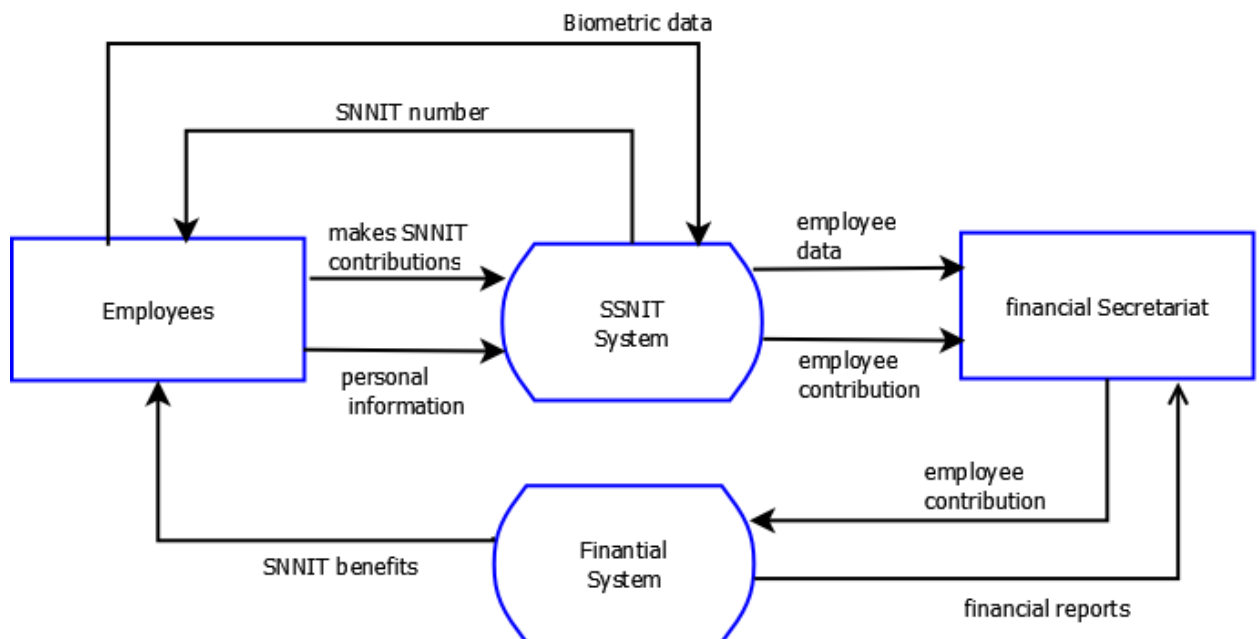 Biometric data
SNNIT number
makes SNNIT
contributions
employee
data
Employees
SSNIT
System
financial Secretariat
personal
information
employee
contribution
employee
contribution
SNNIT benefits
Finantial
System
financial reports